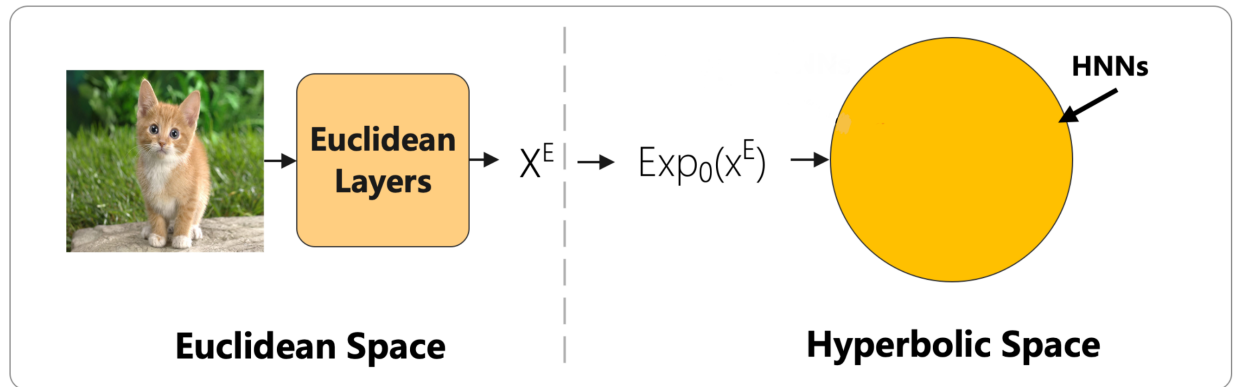 Euclidean
Layers
X^E
Exp₀(x^E)
HNNs
Euclidean Space
Hyperbolic Space